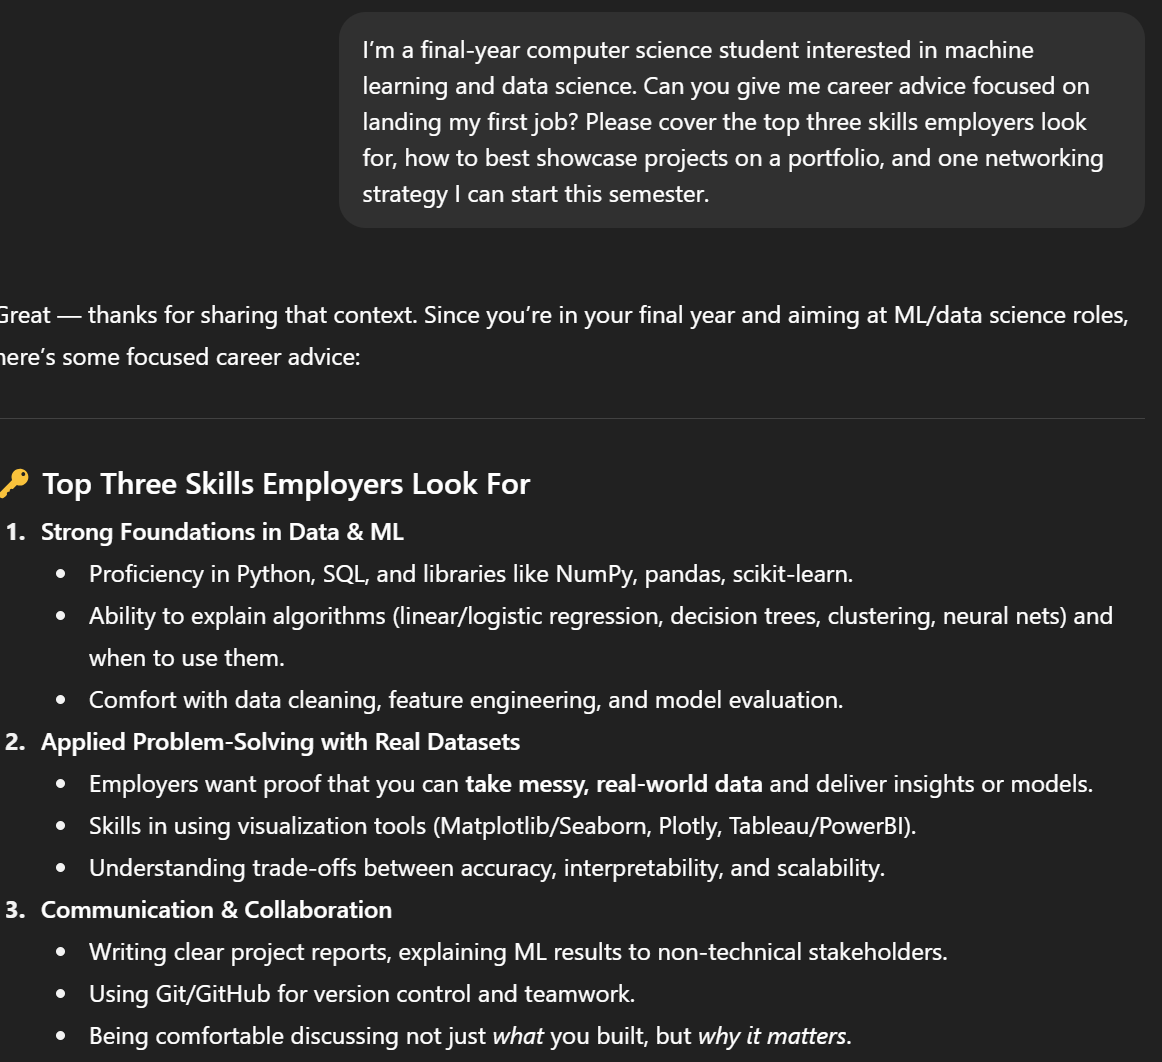 I’m a final-year computer science student interested in machine
learning and data science. Can you give me career advice focused on
landing my first job? Please cover the top three skills employers look
for, how to best showcase projects on a portfolio, and one networking
strategy I can start this semester.
Great — thanks for sharing that context. Since you’re in your final year and aiming at ML/data science roles,
here’s some focused career advice:
Top Three Skills Employers Look For
1. Strong Foundations in Data & ML
• Proficiency in Python, SQL, and libraries like NumPy, pandas, scikit-learn.
• Ability to explain algorithms (linear/logistic regression, decision trees, clustering, neural nets) and
when to use them.
• Comfort with data cleaning, feature engineering, and model evaluation.
2. Applied Problem-Solving with Real Datasets
• Employers want proof that you can take messy, real-world data and deliver insights or models.
• Skills in using visualization tools (Matplotlib/Seaborn, Plotly, Tableau/PowerBI).
• Understanding trade-offs between accuracy, interpretability, and scalability.
3. Communication & Collaboration
• Writing clear project reports, explaining ML results to non-technical stakeholders.
• Using Git/GitHub for version control and teamwork.
• Being comfortable discussing not just what you built, but why it matters.